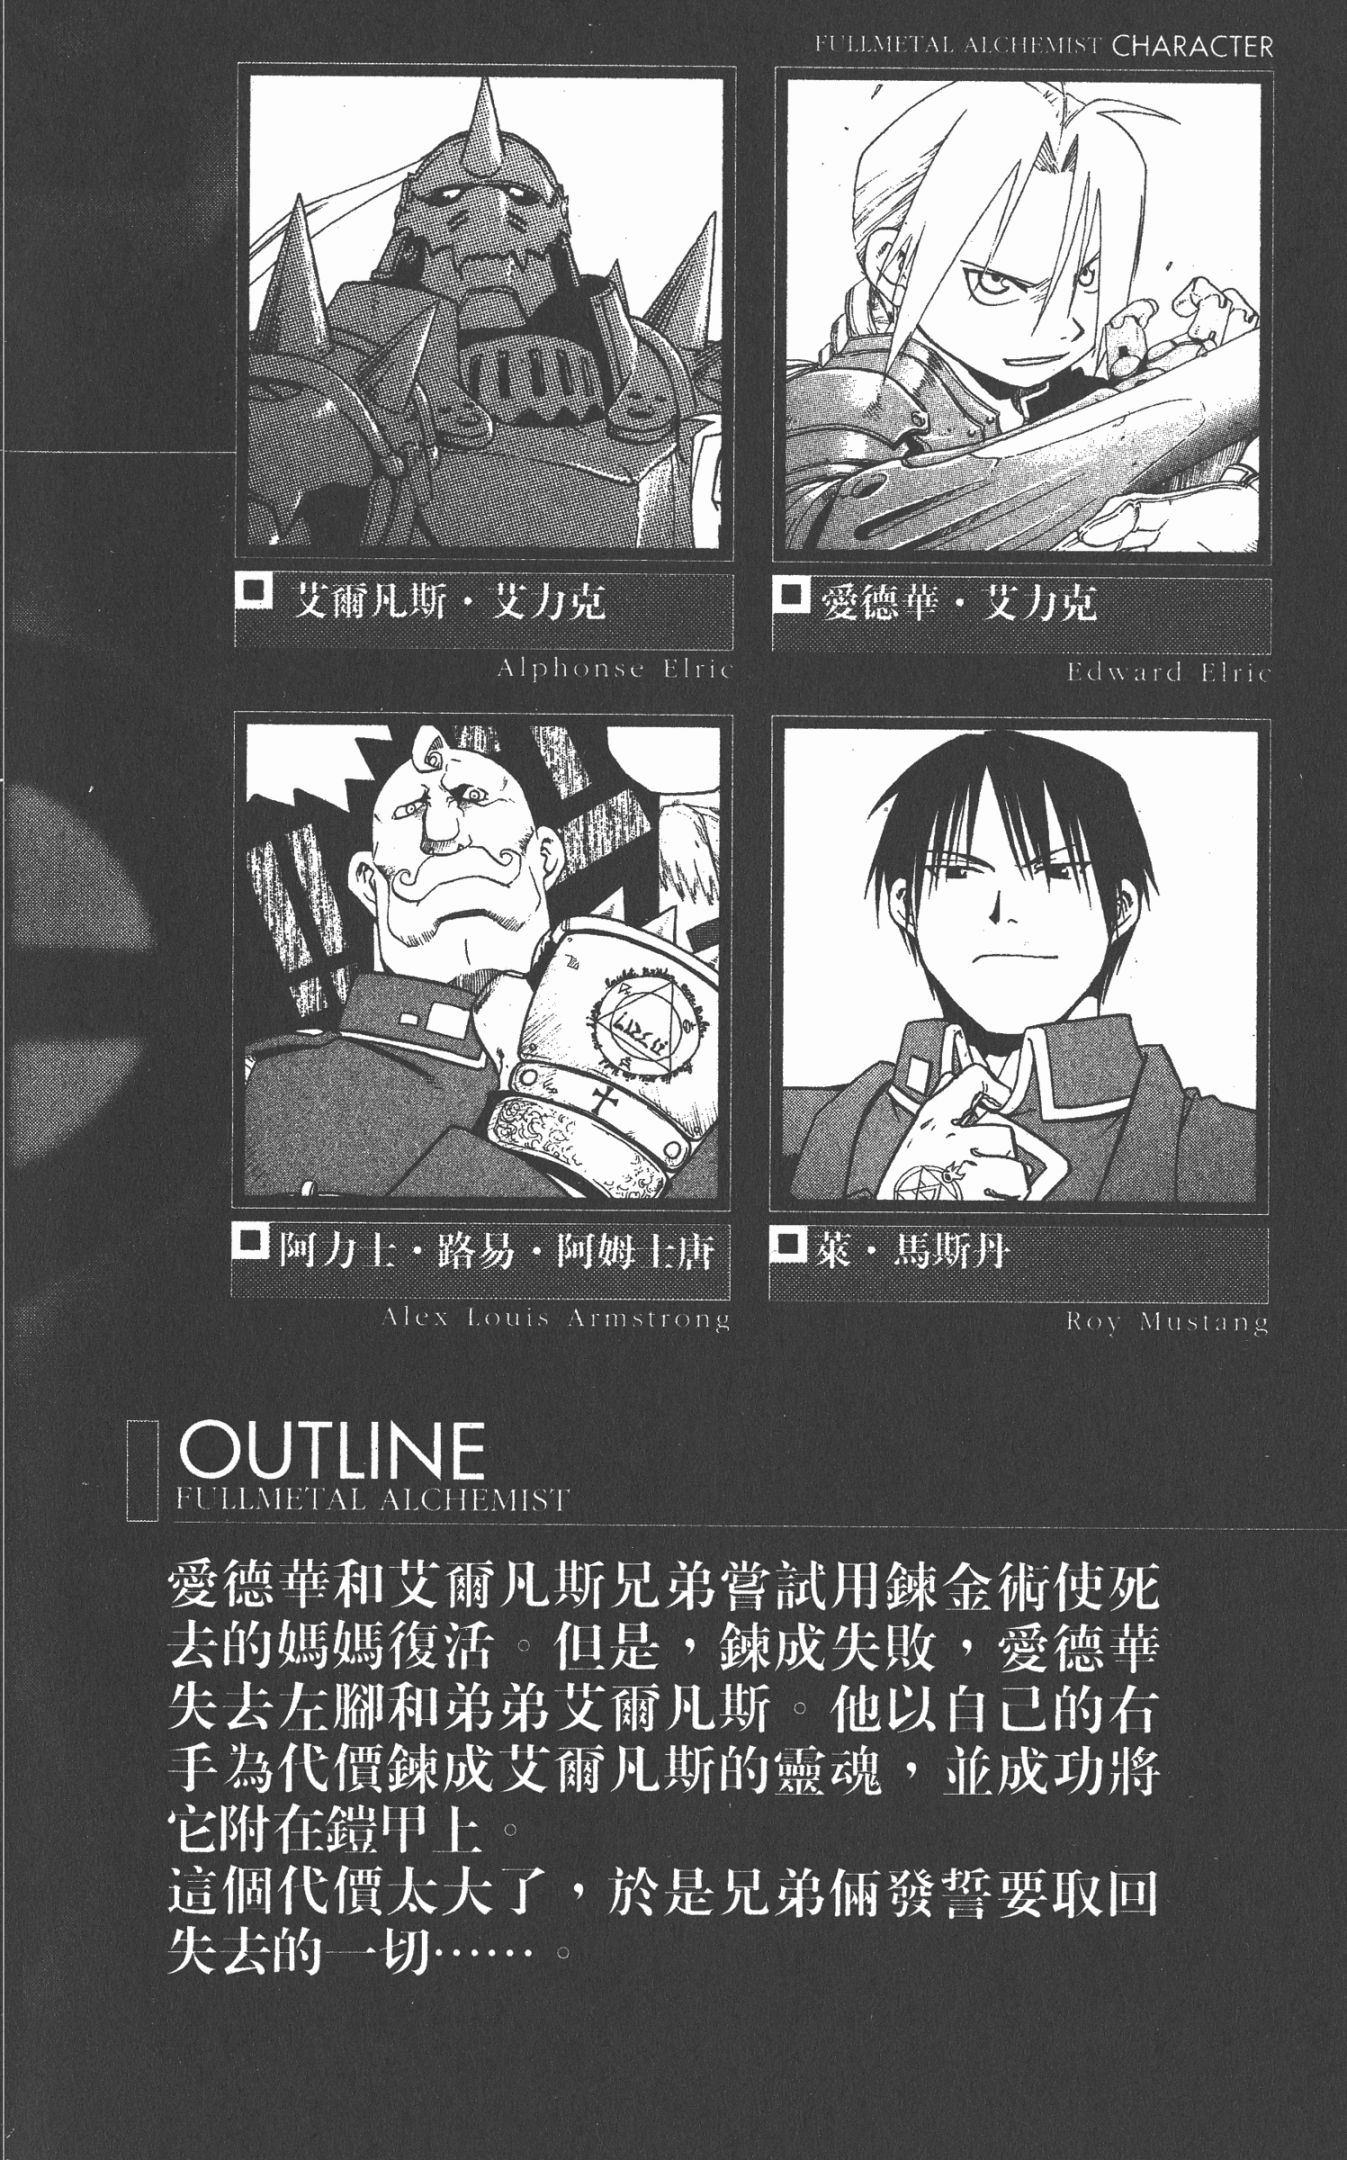 FULLMETAL ALCHEMIST CHARACTER
艾爾凡斯・艾力克
Alphonse Elric
愛德華・艾力克
Edward Elric
阿力士・路易・阿姆士唐
Alex Louis Armstrong
萊・馬斯丹
Roy Mustang
OUTLINE
FULLMETAL ALCHEMIST
愛德華和艾爾凡斯兄弟嘗試用鍊金術使死
去的媽媽復活。但是，鍊成失敗，愛德華
失去左腳和弟弟艾爾凡斯。他以自己的右
手為代價鍊成艾爾凡斯的靈魂，並成功將
它附在鎧甲上。
這個代價太大了，於是兄弟倆發誓要取回
失去的一切……。